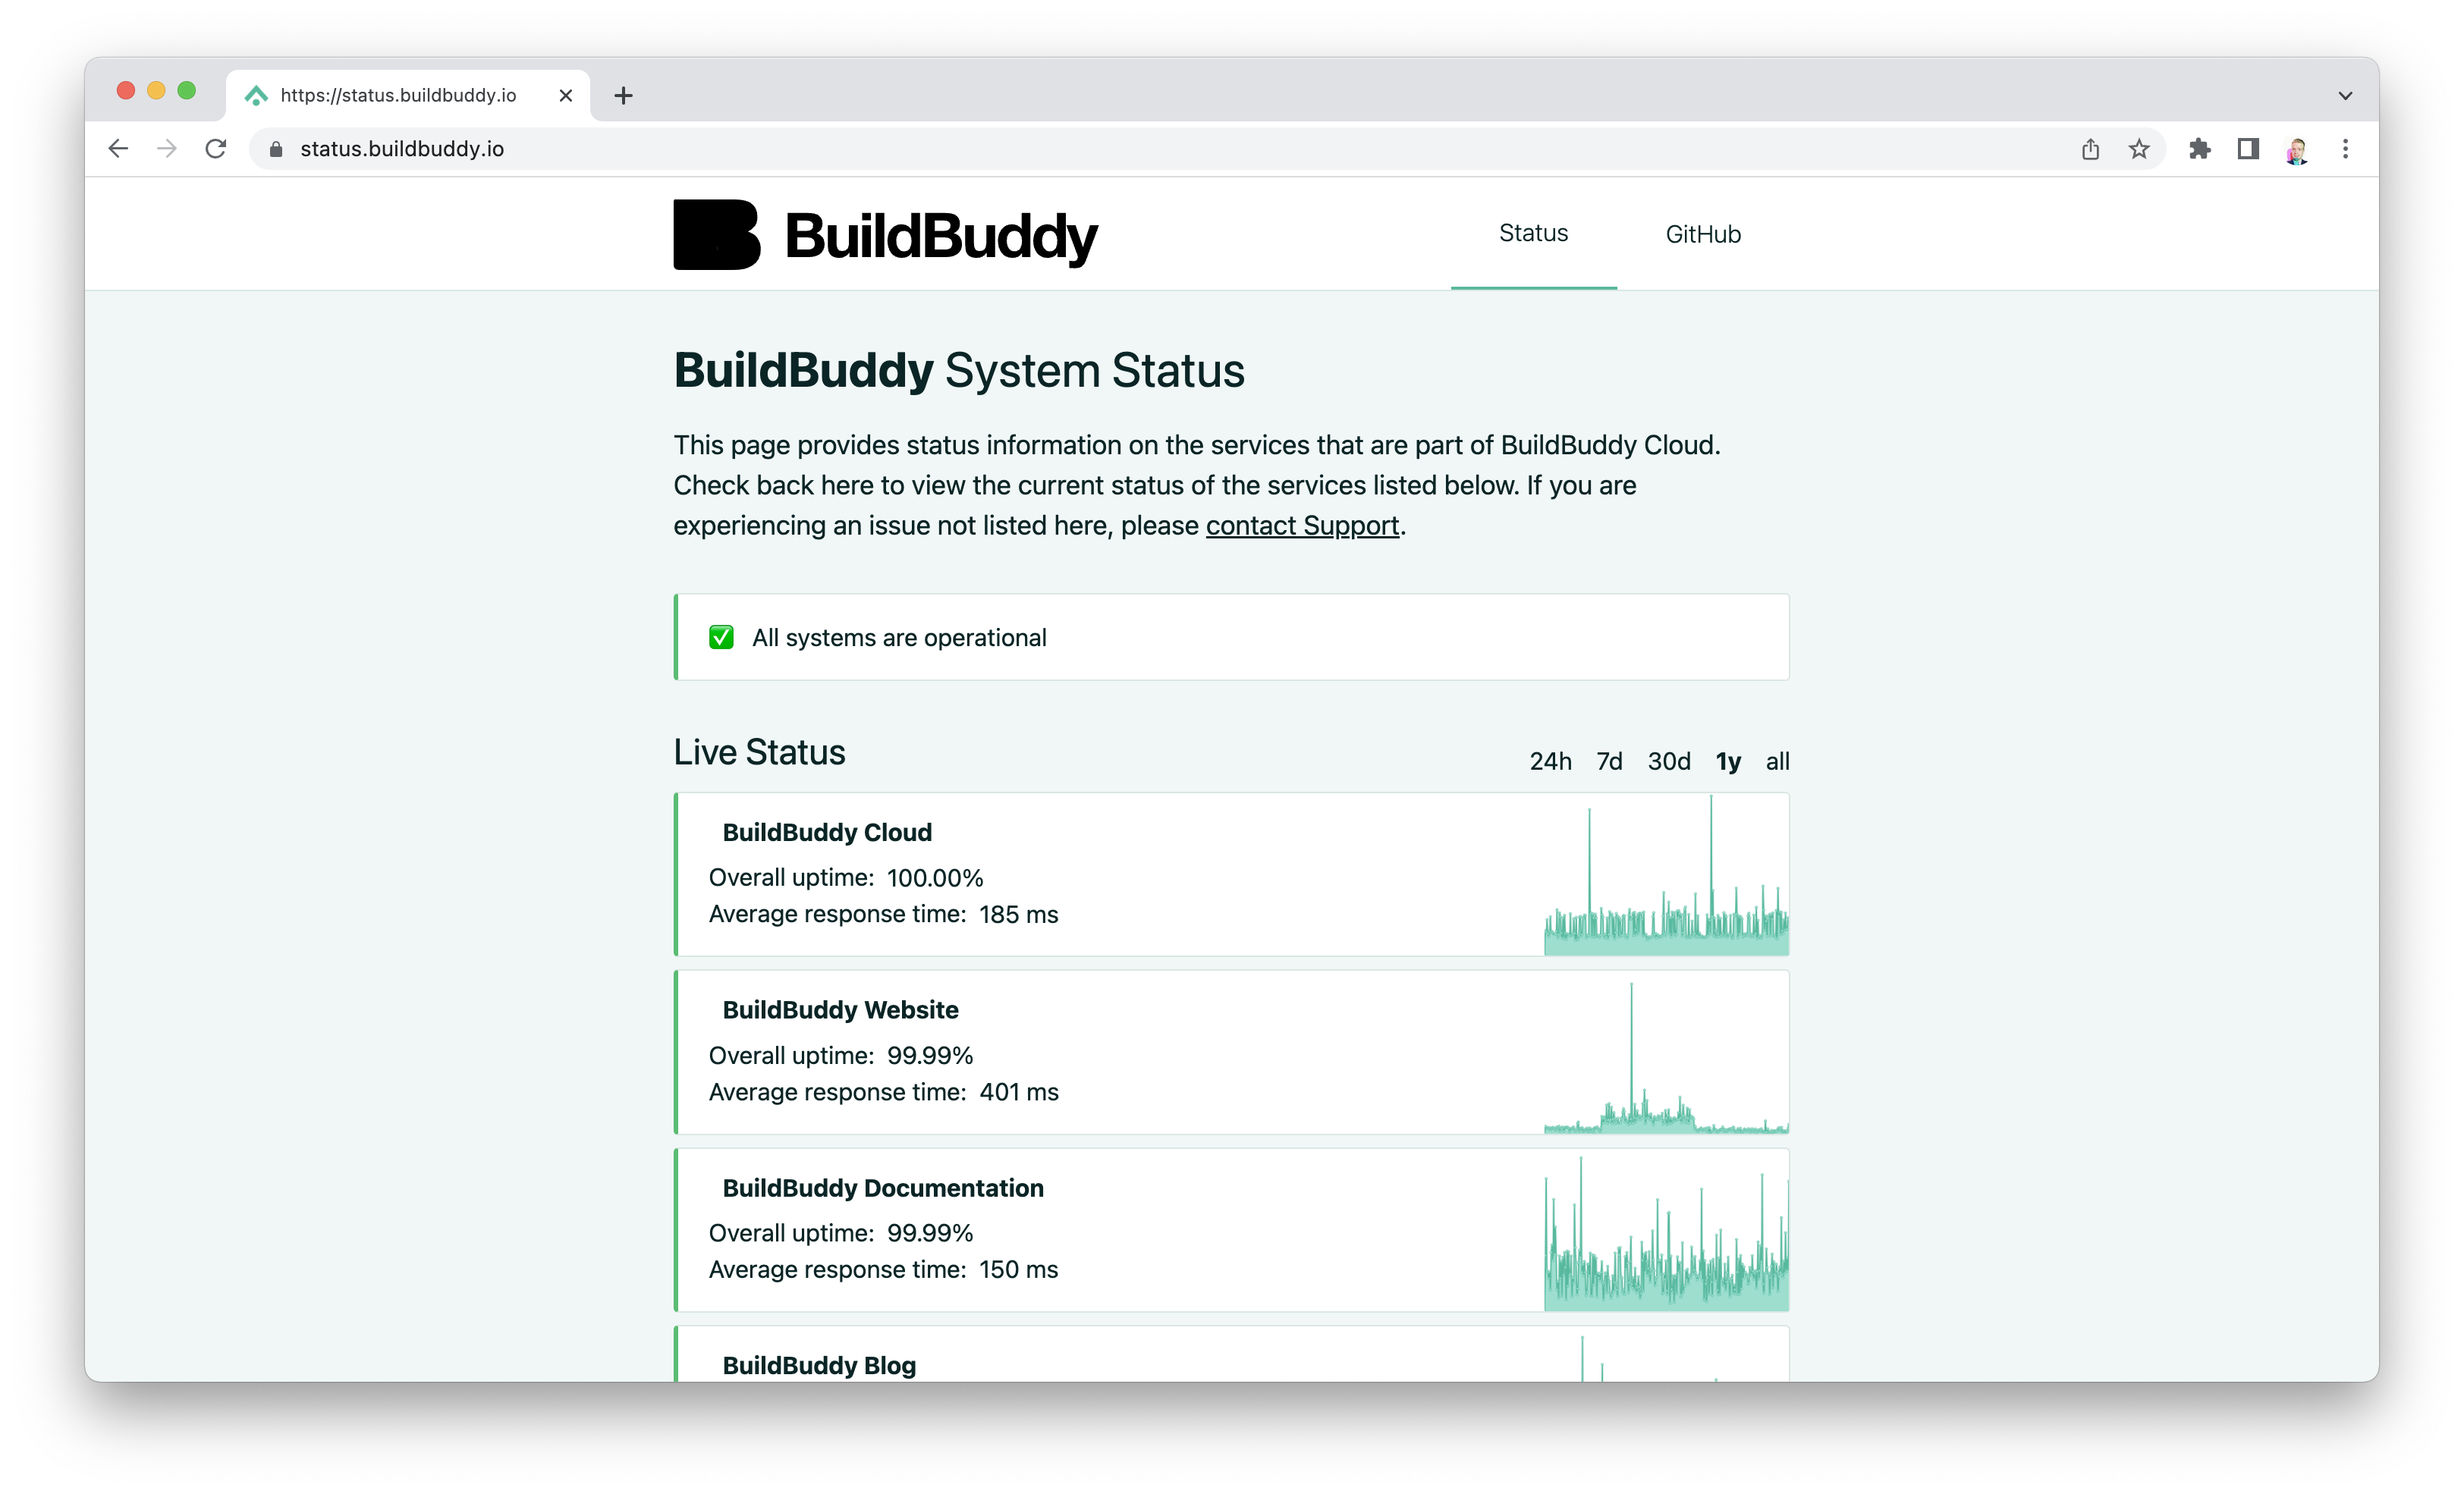 https://status.buildbuddy.io
status.buildbuddy.io
BuildBuddy
Status
GitHub
BuildBuddy System Status
This page provides status information on the services that are part of BuildBuddy Cloud.
Check back here to view the current status of the services listed below. If you are
experiencing an issue not listed here, please contact Support.
All systems are operational
Live Status
24h 7d 30d 1y all
BuildBuddy Cloud
Overall uptime: 100.00%
Average response time: 185 ms
BuildBuddy Website
Overall uptime: 99.99%
Average response time: 401 ms
BuildBuddy Documentation
Overall uptime: 99.99%
Average response time: 150 ms
BuildBuddy Blog